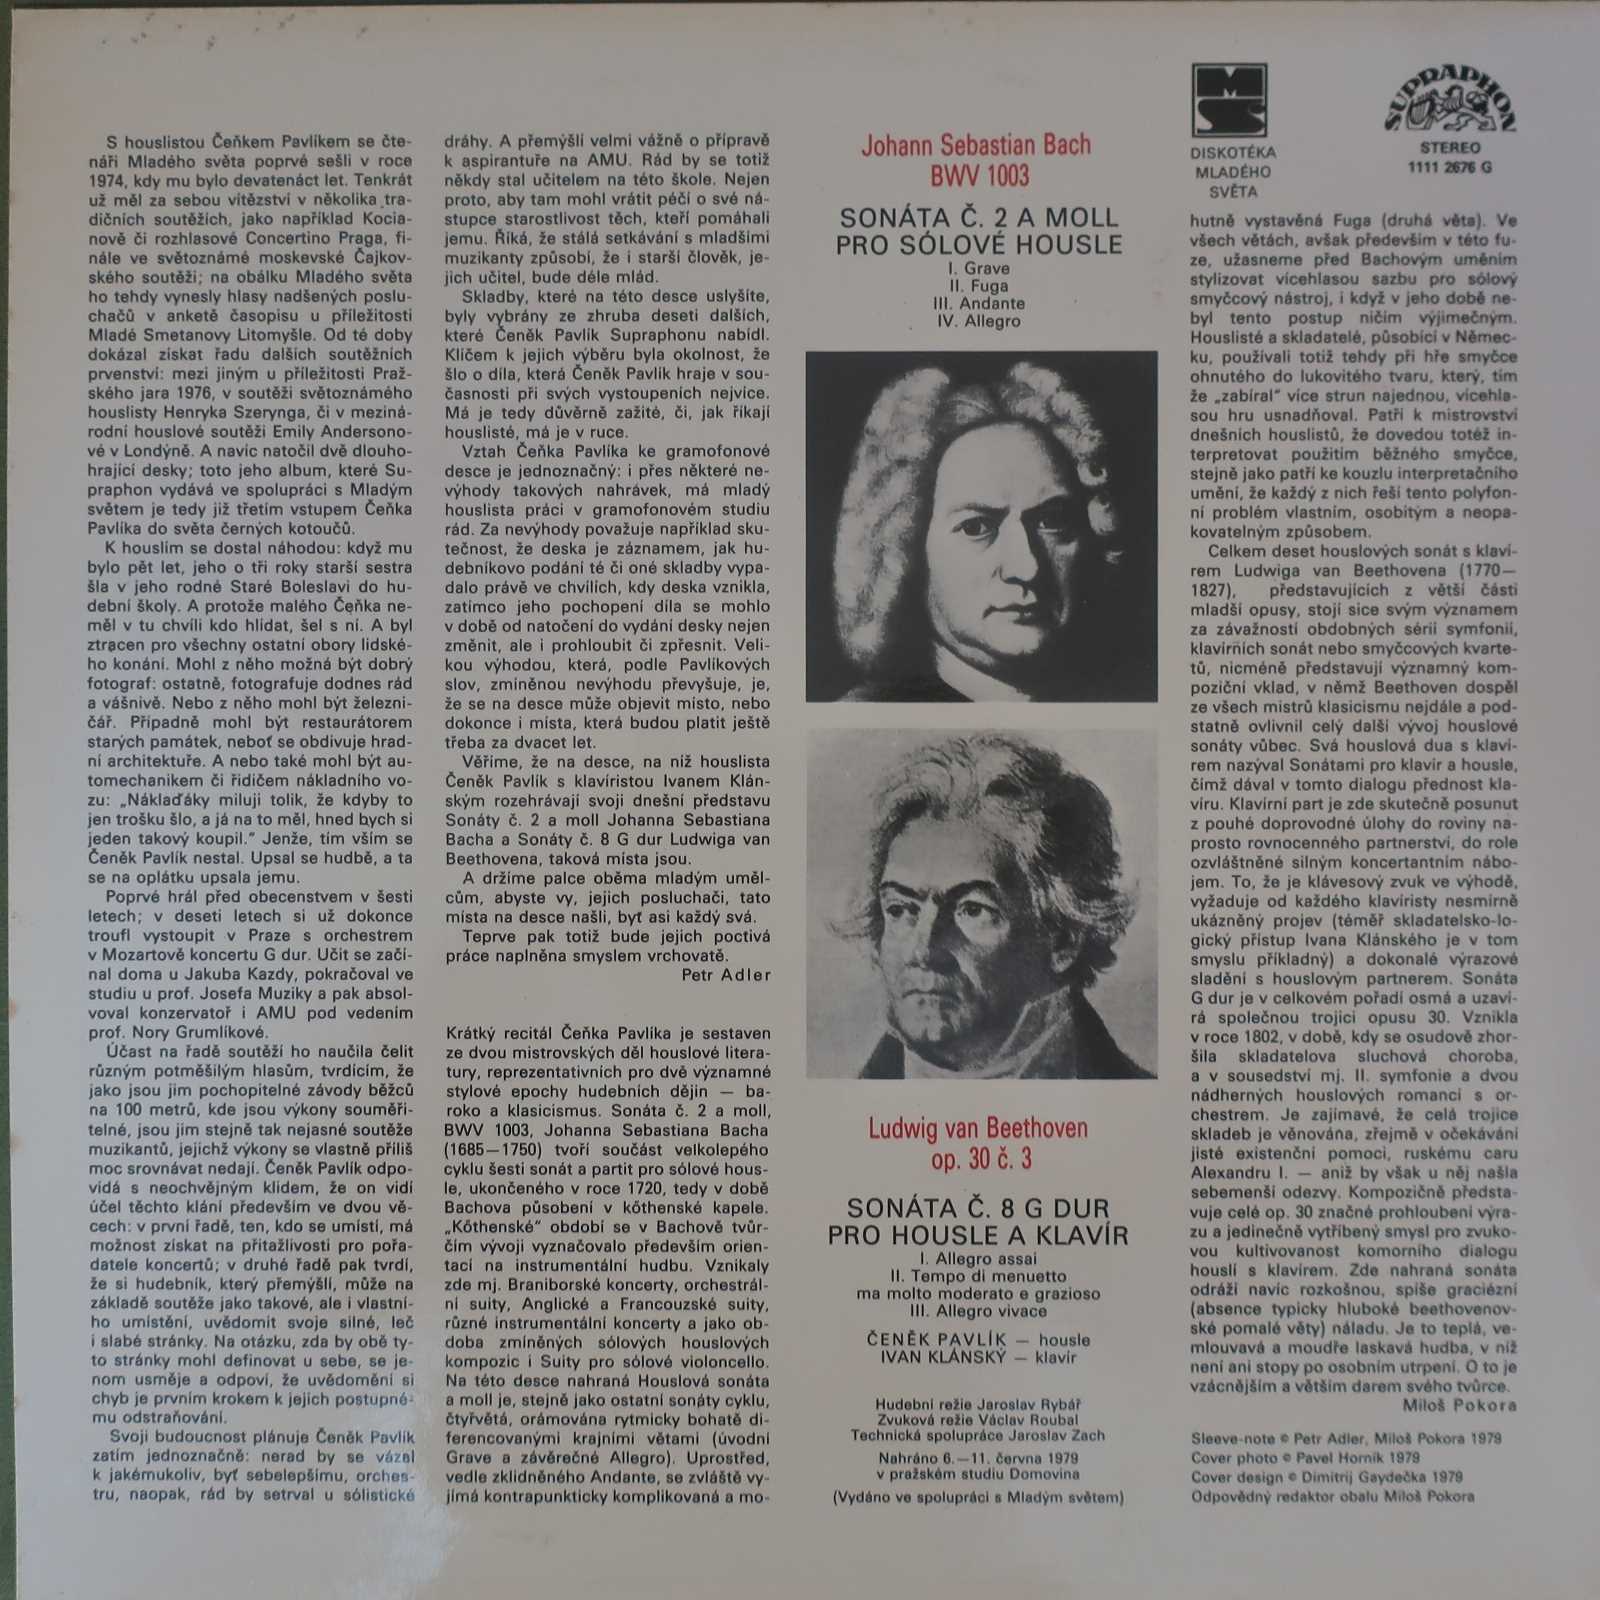 S houslistou Čeňkem Pavlíkem se čte-
náři Mladého světa poprvé sešli v roce
1974, kdy mu bylo devatenáct let. Tenkrát
už měl za sebou vítězství v několika tra-
dičních soutěžích, jako například Kocia-
nově či rozhlasové Concertino Praga, fi-
nále ve světoznámé moskevské Čajkov-
ského soutěži; na obálku Mladého světa
ho tehdy vynesly hlasy nadšených poslu-
chačů v anketě časopisu u příležitosti
Mladé Smetanovy Litomyšle. Od té doby
dokázal získat řadu dalších soutěžních
prvenství: mezi jiným u příležitosti Praž-
ského jara 1976, v soutěži světoznámého
houslisty Henryka Szerynga, či v meziná-
rodní houslové soutěži Emily Andersono-
vé v Londýně. A navíc natočil dvě dlouho-
hrající desky; toto jeho album, které Su-
praphon vydává ve spolupráci s Mladým
světem je tedy již třetím vstupem Čeňka
Pavlíka do světa černých kotoučů.
K houslím se dostal náhodou: když mu
bylo pět let, jeho o tři roky starší sestra
šla v jeho rodné Staré Boleslavi do hu-
dební školy. A protože malého Čeňka ne-
měl v tu chvíli kdo hlídat, šel s ní. A byl
ztracen pro všechny ostatní obory lidské-
ho konání. Mohl z něho možná být dobrý
fotograf: ostatně, fotografuje dodnes rád
a vášnivě. Nebo z něho mohl být železni-
čář. Případně mohl být restaurátorem
starých památek, neboť se obdivuje hrad-
ní architektuře. A nebo také mohl být au-
tomechanikem či řidičem nákladního vo-
zu: „Náklaďáky miluji tolik, že kdyby to
jen trošku šlo, a já na to měl, hned bych si
jeden takový koupil.“ Jenže, tím vším se
Čeněk Pavlík nestal. Upsal se hudbě, a ta
se na oplátku upsala jemu.
Poprvé hrál před obecenstvem v šesti
letech; v deseti letech si už dokonce
troufl vystoupit v Praze s orchestrem
v Mozartově koncertu G dur. Učit se začí-
nal doma u Jakuba Kazdy, pokračoval ve
studiu u prof. Josefa Muziky a pak absol-
voval konzervatoř i AMU pod vedením
prof. Nory Grumlíkové.
Účast na řadě soutěží ho naučila čelit
různým potměšilým hlasům, tvrdícím, že
jako jsou jim pochopitelné závody běžců
na 100 metrů, kde jsou výkony souměři-
telné, jsou jim stejně tak nejasné soutěže
muzikantů, jejichž výkony se vlastně příliš
moc srovnávat nedají. Čeněk Pavlík odpo-
vídá s neochvějným klidem, že on vidí
účel těchto klání především ve dvou vě-
cech: v první řadě, ten, kdo se umístí, má
možnost získat na přitažlivosti pro pořa-
datele koncertů; v druhé řadě pak tvrdí,
že si hudebník, který přemýšlí, může na
základě soutěže jako takové, ale i vlastní-
ho umístění, uvědomit svoje silné, leč
i slabé stránky. Na otázku, zda by obě ty-
to stránky mohl definovat u sebe, se je-
nom usměje a odpoví, že uvědomění si
chyb je prvním krokem k jejich postupné-
mu odstraňování.
Svoji budoucnost plánuje Čeněk Pavlík
zatím jednoznačně: nerad by se vázal
k jakémukoliv, byť sebelepšímu, orches-
tru, naopak, rád by setrval u sólistické
dráhy. A přemýšlí velmi vážně o přípravě
k aspirantuře na AMU. Rád by se totiž
někdy stal učitelem na této škole. Nejen
proto, aby tam mohl vrátit péči o své ná-
stupce starostlivost těch, kteří pomáhali
jemu. Říká, že stálá setkávání s mladšími
muzikanty způsobí, že i starší člověk, je-
jich učitel, bude déle mlád.
Skladby, které na této desce uslyšíte,
byly vybrány ze zhruba deseti dalších,
které Čeněk Pavlík Supraphonu nabídl.
Klíčem k jejich výběru byla okolnost, že
šlo o díla, která Čeněk Pavlík hraje v sou-
časnosti při svých vystoupeních nejvíce.
Má je tedy důvěrně zažité, či, jak říkají
houslisté, má je v ruce.
Vztah Čeňka Pavlíka ke gramofonové
desce je jednoznačný: i přes některé ne-
výhody takových nahrávek, má mladý
houslista práci v gramofonovém studiu
rád. Za nevýhody považuje například sku-
tečnost, že deska je záznamem, jak hu-
debníkovo podání té či oné skladby vypa-
dalo právě ve chvílích, kdy deska vznikla,
zatímco jeho pochopení díla se mohlo
v době od natočení do vydání desky nejen
změnit, ale i prohloubit či zpřesnit. Veli-
kou výhodou, která, podle Pavlíkových
slov, zmíněnou nevýhodu převyšuje, je,
že se na desce může objevit místo, nebo
dokonce i místa, která budou platit ještě
třeba za dvacet let.
Věříme, že na desce, na níž houslista
Čeněk Pavlík s klavíristou Ivanem Klán-
ským rozehrávají svoji dnešní představu
Sonáty č. 2 a moll Johanna Sebastiana
Bacha a Sonáty č. 8 G dur Ludwiga van
Beethovena, taková místa jsou.
A držíme palce oběma mladým uměl-
cům, abyste vy, jejich posluchači, tato
místa na desce našli, byť asi každý svá.
Teprve pak totiž bude jejich poctivá
práce naplněna smyslem vrchovatě.
Petr Adler
Krátký recitál Čeňka Pavlíka je sestaven
ze dvou mistrovských děl houslové litera-
tury, reprezentativních pro dvě významné
stylové epochy hudebních dějin — ba-
roko a klasicismus. Sonáta č. 2 a moll,
BWV 1003, Johanna Sebastiana Bacha
(1685—1750) tvoří součást velkolepého
cyklu šesti sonát a partit pro sólové hous-
le, ukončeného v roce 1720, tedy v době
Bachova působení v köthenské kapele.
„Köthenské“ období se v Bachově tvůr-
čím vývoji vyznačovalo především orien-
tací na instrumentální hudbu. Vznikaly
zde mj. Braniborské koncerty, orchestrál-
ní suity, Anglické a Francouzské suity,
různé instrumentální koncerty a jako ob-
doba zmíněných sólových houslových
kompozic i Suity pro sólové violoncello.
Na této desce nahraná Houslová sonáta
a moll je, stejně jako ostatní sonáty cyklu,
čtyřvětá, orámována rytmicky bohatě di-
ferencovanými krajními větami (úvodní
Grave a závěrečné Allegro). Uprostřed,
vedle zklidněného Andante, se zvláště vy-
jímá kontrapunkticky komplikovaná a mo-
Johann Sebastian Bach
BWV 1003
SONÁTA Č. 2 A MOLL
PRO SÓLOVÉ HOUSLE
I. Grave
II. Fuga
III. Andante
IV. Allegro
Ludwig van Beethoven
op. 30 č. 3
SONÁTA Č. 8 G DUR
PRO HOUSLE A KLAVÍR
I. Allegro assai
II. Tempo di menuetto
ma molto moderato e grazioso
III. Allegro vivace
ČENĚK PAVLÍK — housle
IVAN KLÁNSKÝ — klavír
Hudební režie Jaroslav Rybář
Zvuková režie Václav Roubal
Technická spolupráce Jaroslav Zach
Nahráno 6.—11. června 1979
v pražském studiu Domovina
(Vydáno ve spolupráci s Mladým světem)
DISKOTÉKA
MLADÉHO
SVĚTA
SUPRAPHON
STEREO
1111 2676 G
hutně vystavěná Fuga (druhá věta). Ve
všech větách, avšak především v této fu-
ze, užasneme před Bachovým uměním
stylizovat vícehlasou sazbu pro sólový
smyčcový nástroj, i když v jeho době ne-
byl tento postup ničím výjimečným.
Houslisté a skladatelé, působící v Němec-
ku, používali totiž tehdy při hře smyčce
ohnutého do lukovitého tvaru, který, tím
že „zabíral“ více strun najednou, vícehla-
sou hru usnadňoval. Patří k mistrovství
dnešních houslistů, že dovedou totéž in-
terpretovat použitím běžného smyčce,
stejně jako patří ke kouzlu interpretačního
umění, že každý z nich řeší tento polyfon-
ní problém vlastním, osobitým a neopa-
kovatelným způsobem.
Celkem deset houslových sonát s klaví-
rem Ludwiga van Beethovena (1770—
1827), představujících z větší části
mladší opusy, stojí sice svým významem
za závažností obdobných sérií symfonií,
klavírních sonát nebo smyčcových kvarte-
tů, nicméně představují významný kom-
poziční vklad, v němž Beethoven dospěl
ze všech mistrů klasicismu nejdále a pod-
statně ovlivnil celý další vývoj houslové
sonáty vůbec. Svá houslová dua s klaví-
rem nazýval Sonátami pro klavír a housle,
čímž dával v tomto dialogu přednost kla-
víru. Klavírní part je zde skutečně posunut
z pouhé doprovodné úlohy do roviny na-
prosto rovnocenného partnerství, do role
ozvláštněné silným koncertantním nábo-
jem. To, že je klávesový zvuk ve výhodě,
vyžaduje od každého klavíristy nesmírně
ukázněný projev (téměř skladatelsko-lo-
gický přístup Ivana Klánského je v tom
smyslu příkladný) a dokonalé výrazové
sladění s houslovým partnerem. Sonáta
G dur je v celkovém pořadí osmá a uzaví-
rá společnou trojici opusu 30. Vznikla
v roce 1802, v době, kdy se osudově zhor-
šila skladatelova sluchová choroba,
a v sousedství mj. II. symfonie a dvou
nádherných houslových romancí s or-
chestrem. Je zajímavé, že celá trojice
skladeb je věnována, zřejmě v očekávání
jisté existenční pomoci, ruskému caru
Alexandru I. — aniž by však u něj našla
sebemenší odezvy. Kompozičně předsta-
vuje celé op. 30 značné prohloubení výra-
zu a jedinečně vytříbený smysl pro zvuko-
vou kultivovanost komorního dialogu
houslí s klavírem. Zde nahraná sonáta
odráží navíc rozkošnou, spíše graciézní
(absence typicky hluboké beethovenov-
ské pomalé věty) náladu. Je to teplá, ve-
mlouvavá a moudře laskavá hudba, v níž
není ani stopy po osobním utrpení. O to je
vzácnějším a větším darem svého tvůrce.
Miloš Pokora
Sleeve-note © Petr Adler, Miloš Pokora 1979
Cover photo © Pavel Horník 1979
Cover design © Dimitrij Gaydečka 1979
Odpovědný redaktor obalu Miloš Pokora